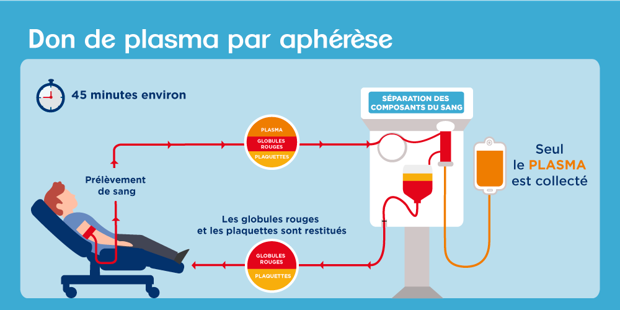 Don de plasma par aphérèse
45 minutes environ
Prélèvement
de sang
PLASMA
GLOBULES
ROUGES
PLAQUETTES
SÉPARATION DES
COMPOSANTS DU SANG
Seul
le PLASMA
est collecté
Les globules rouges
et les plaquettes sont restitués
GLOBULES
ROUGES
PLAQUETTES